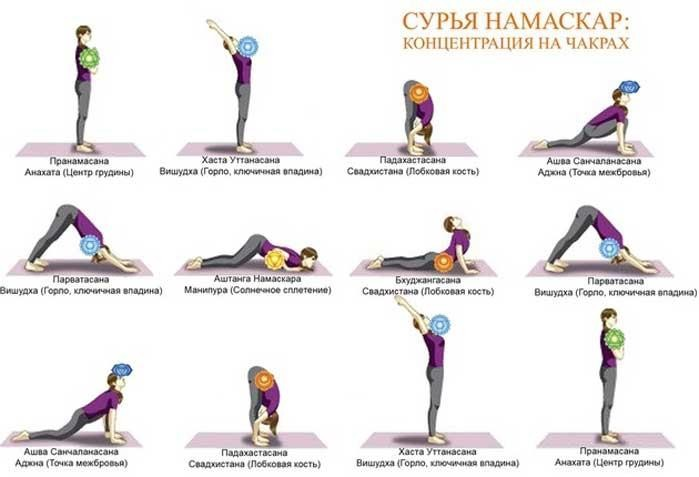 СУРЬЯ НАМАСКАР:
КОНЦЕНТРАЦИЯ НА ЧАКРАХ
Пранамасана
Анахата (Центр грудины)
Хаста Уттанасана
Вишудха (Горло, ключичная впадина)
Падахастасана
Свадхистана (Лобковая кость)
Ашва Санчаланасана
Аджна (Точка межбровья)
Парватасана
Вишудха (Горло, ключичная впадина)
Аштанга Намаскара
Манипура (Солнечное сплетение)
Бхуджангасана
Свадхистана (Лобковая кость)
Парватасана
Вишудха (Горло, ключичная впадина)
Ашва Санчаланасана
Аджна (Точка межбровья)
Падахастасана
Свадхистана (Лобковая кость)
Хаста Уттанасана
Вишудха (Горло, ключичная впадина)
Пранамасана
Анахата (Центр грудины)